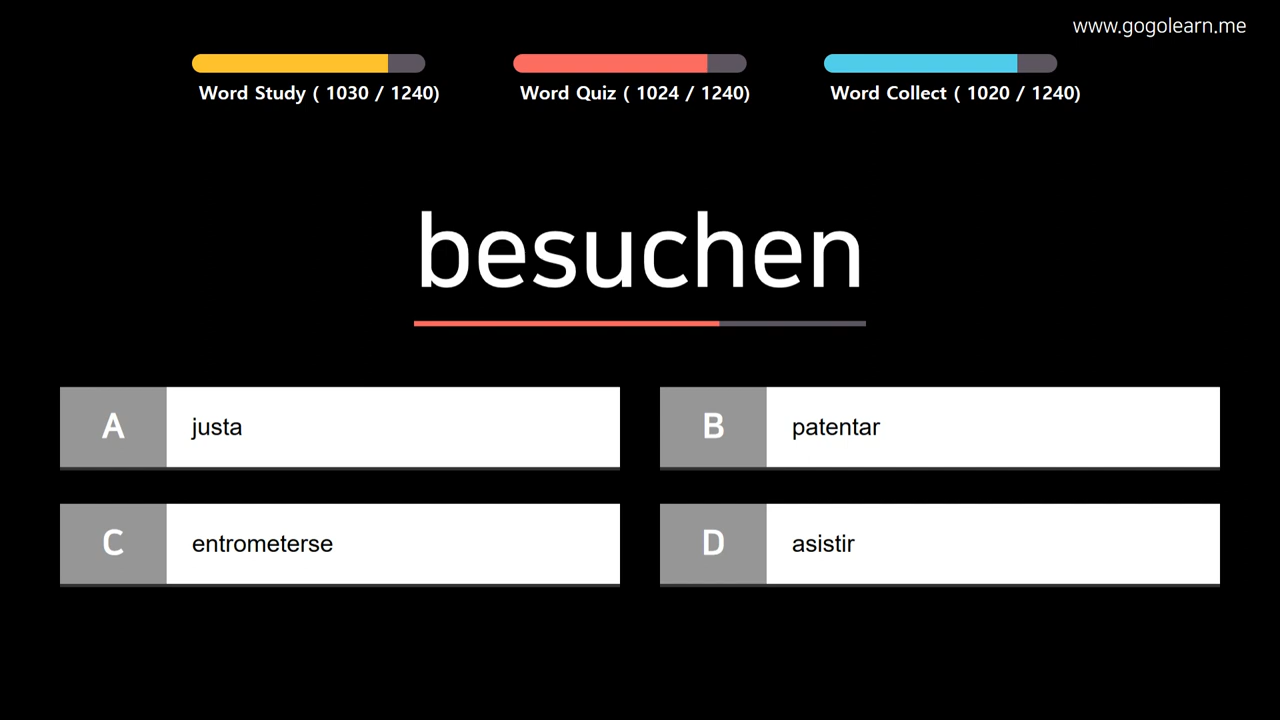 www.gogolearn.me
Word Study ( 1030 / 1240)
Word Quiz ( 1024 / 1240)
Word Collect ( 1020 / 1240)
besuchen
A justa
B patentar
C entrometerse
D asistir